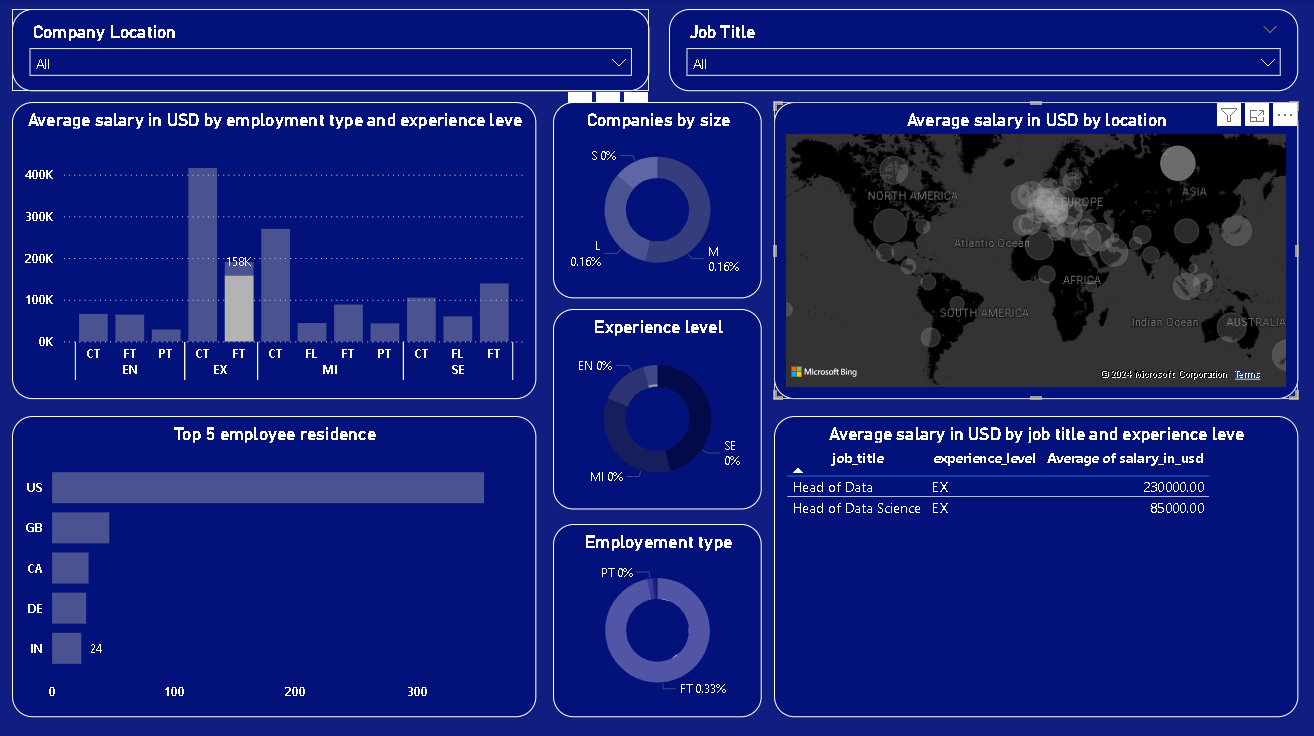 Company Location
All
Job Title
All
Average salary in USD by employment type and experience leve
400K
300K
200K
100K
0K
158K
CT FT PT CT FT CT FL FT PT CT FL FT
EN EX MI SE
Companies by size
S 0%
L
0.16%
M
0.16%
Average salary in USD by location
NORTH AMERICA
EUROPE
ASIA
Atlantic Ocean
AFRICA
SOUTH AMERICA
Indian Ocean
AUSTRALIA
Microsoft Bing
© 2024 Microsoft Corporation Terms
Experience level
EN 0%
SE
0%
MI 0%
Top 5 employee residence
US
GB
CA
DE
IN 24
0 100 200 300
Employement type
PT 0%
FT 0.33%
Average salary in USD by job title and experience leve
job_title experience_level Average of salary_in_usd
Head of Data EX 230000.00
Head of Data Science EX 85000.00